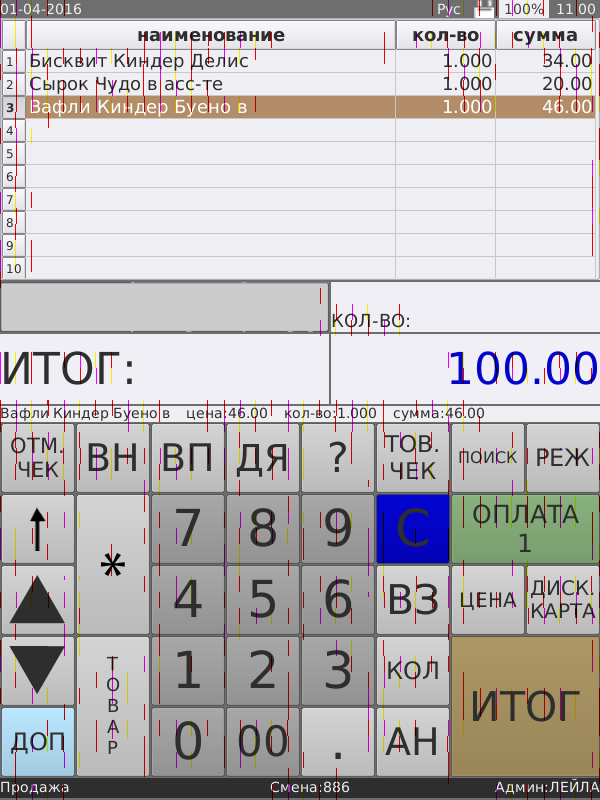 01-04-2016 Рус 100% 11:00
наименование кол-во сумма
1 Бисквит Киндер Делис 1.000 34.00
2 Сырок Чудо в асс-те 1.000 20.00
3 Вафли Киндер Буено в 1.000 46.00
4
5
6
7
8
9
10
КОЛ-ВО:
ИТОГ: 100.00
Вафли Киндер Буено в цена:46.00 кол-во:1.000 сумма:46.00
ОТМ. ЧЕК ВН ВП ДЯ ? ТОВ. ЧЕК ПОИСК РЕЖ
* 7 8 9 С ОПЛАТА 1
4 5 6 ВЗ ЦЕНА ДИСК. КАРТА
ТОВАР 1 2 3 КОЛ ИТОГ
ДОП 0 00 . АН
Продажа Смена:886 Админ:ЛЕЙЛА